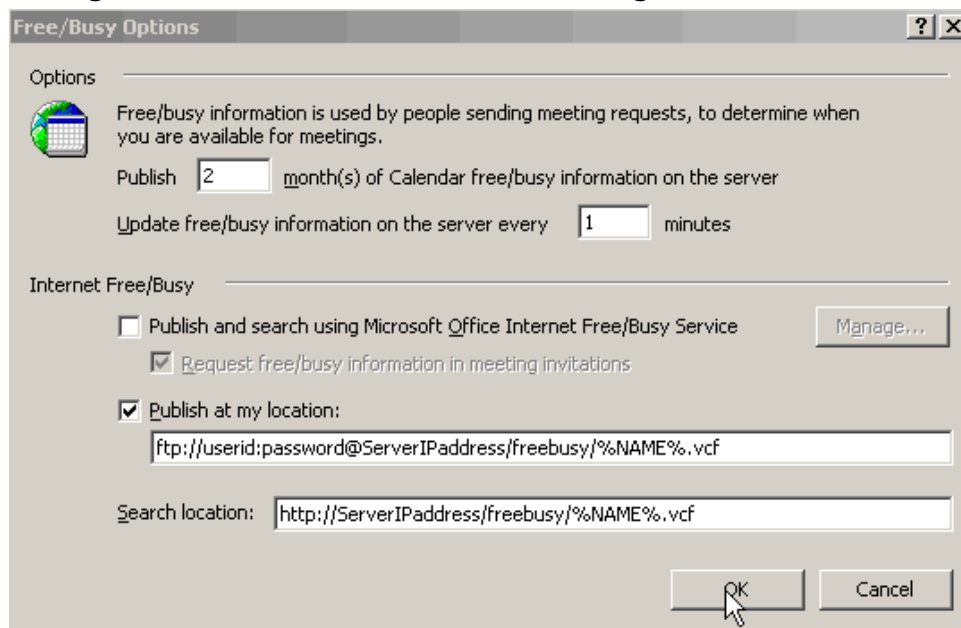 Free/Busy Options
Options
Free/busy information is used by people sending meeting requests, to determine when
you are available for meetings.
Publish 2 month(s) of Calendar free/busy information on the server
Update free/busy information on the server every 1 minutes
Internet Free/Busy
Publish and search using Microsoft Office Internet Free/Busy Service Manage...
Request free/busy information in meeting invitations
Publish at my location:
ftp://userid:password@ServerIPaddress/freebusy/%NAME%.vcf
Search location: http://ServerIPaddress/freebusy/%NAME%.vcf
OK Cancel